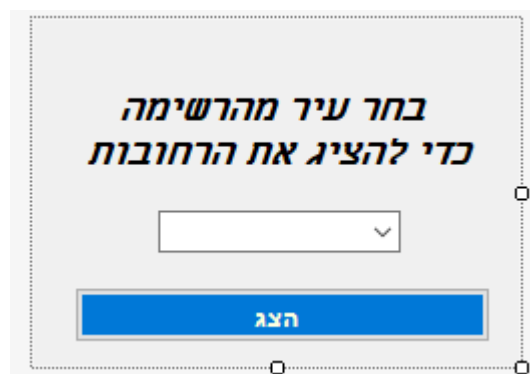 בחר עיר מהרשימה
כדי להציג את הרחובות
הצג